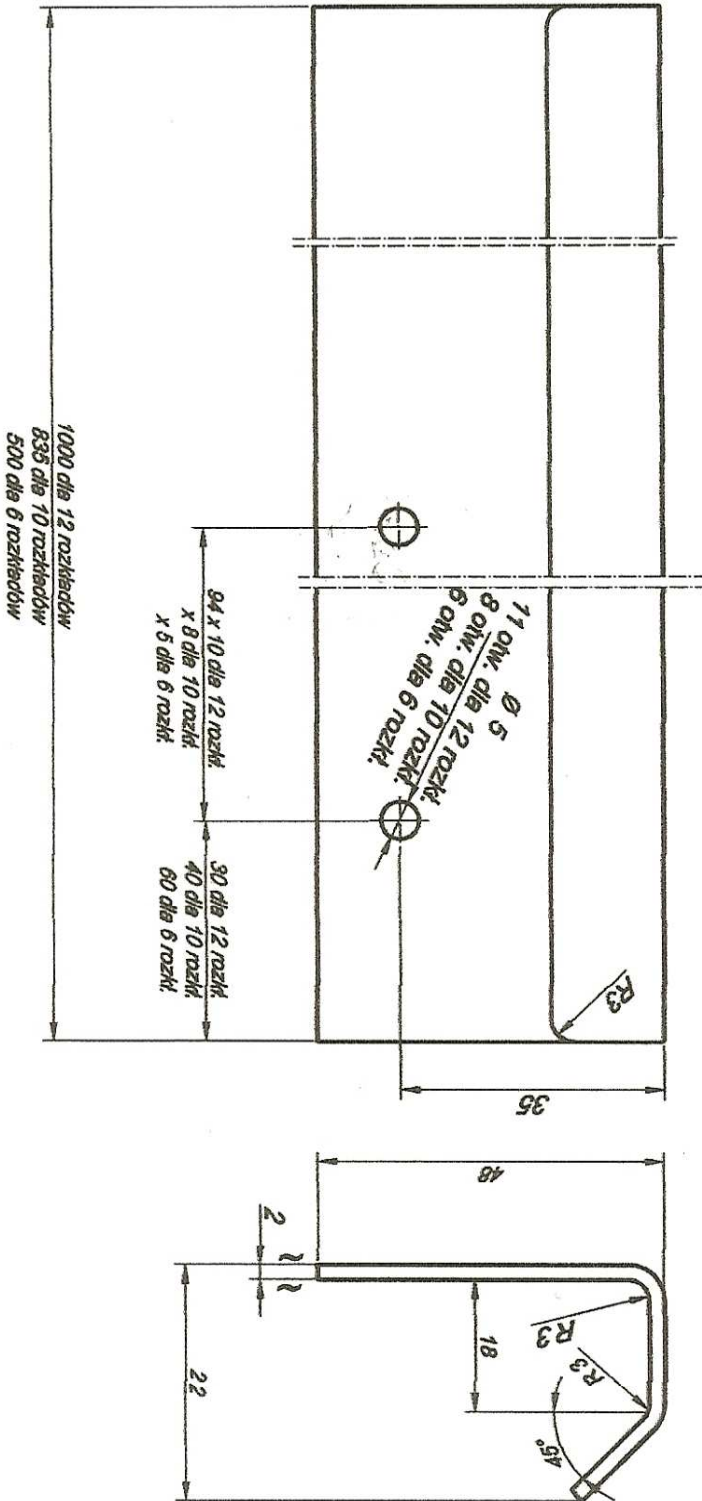 1000 dla 12 rozkładów
835 dla 10 rozkładów
500 dla 6 rozkładów
94 x 10 dla 12 rozkł.
x 8 dla 10 rozkł.
x 5 dla 6 rozkł.
30 dla 12 rozkł.
40 dla 10 rozkł.
60 dla 6 rozkł.
Ø 5
11 otw. dla 12 rozkł.
8 otw. dla 10 rozkł.
6 otw. dla 6 rozkł.
R3
35
48
2
22
18
R3
R3
45°